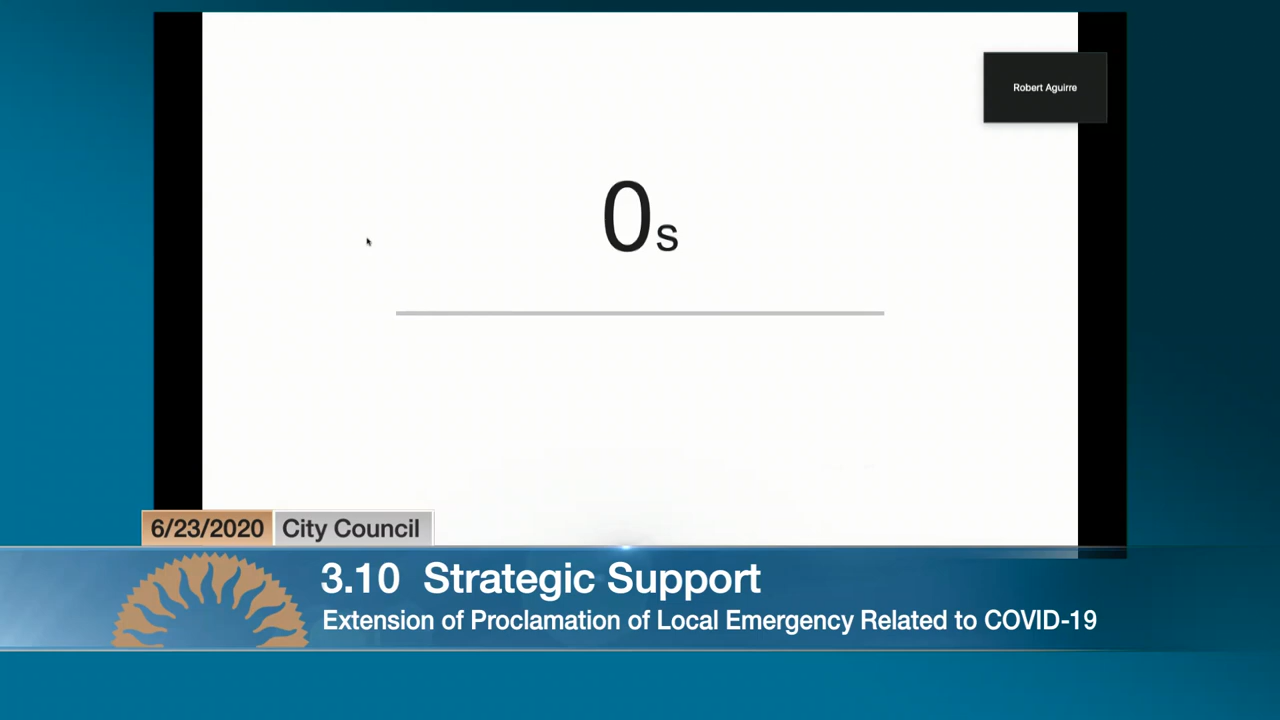 Robert Aguirre
0s
6/23/2020 City Council
3.10 Strategic Support
Extension of Proclamation of Local Emergency Related to COVID-19